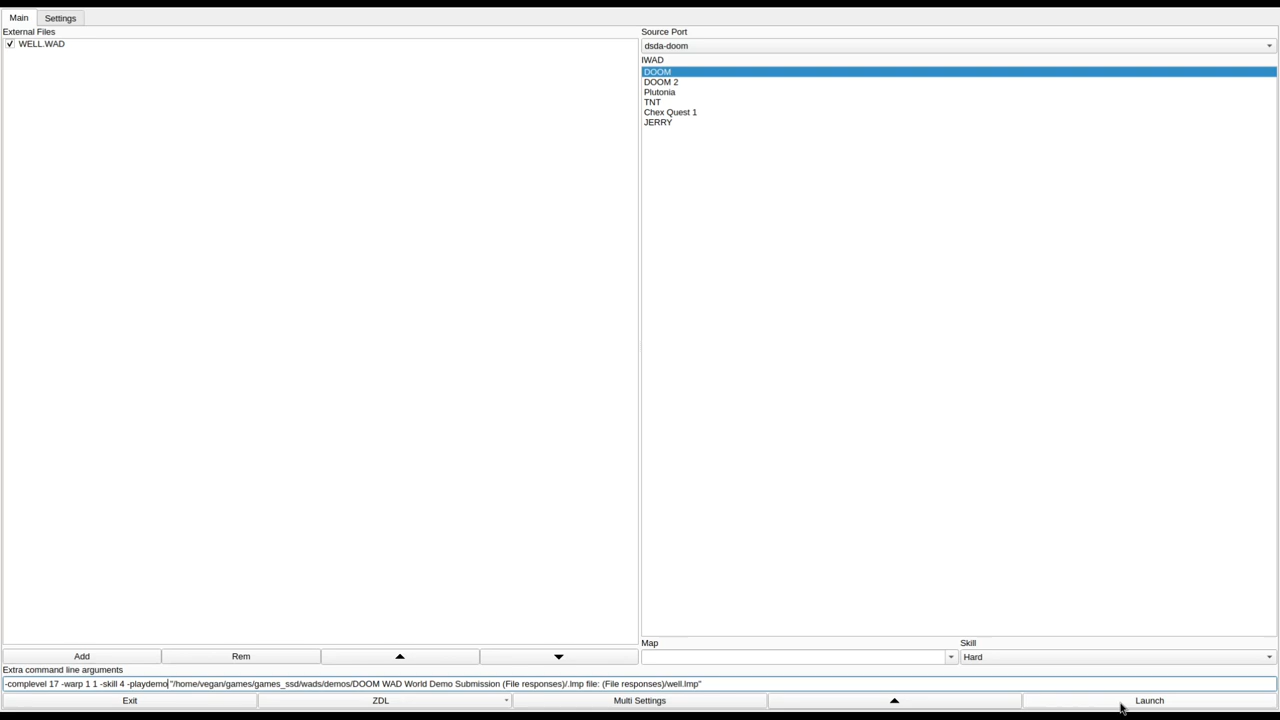 Main Settings
External Files
WELL.WAD
Source Port
dsda-doom
IWAD
DOOM
DOOM 2
Plutonia
TNT
Chex Quest 1
JERRY
Map Skill
Hard
Add Rem
Extra command line arguments
-complevel 17 -warp 1 1 -skill 4 -playdemo "/home/vegan/games/games_ssd/wads/demos/DOOM WAD World Demo Submission (File responses)/.lmp file: (File responses)/well.lmp"
Exit ZDL Multi Settings Launch